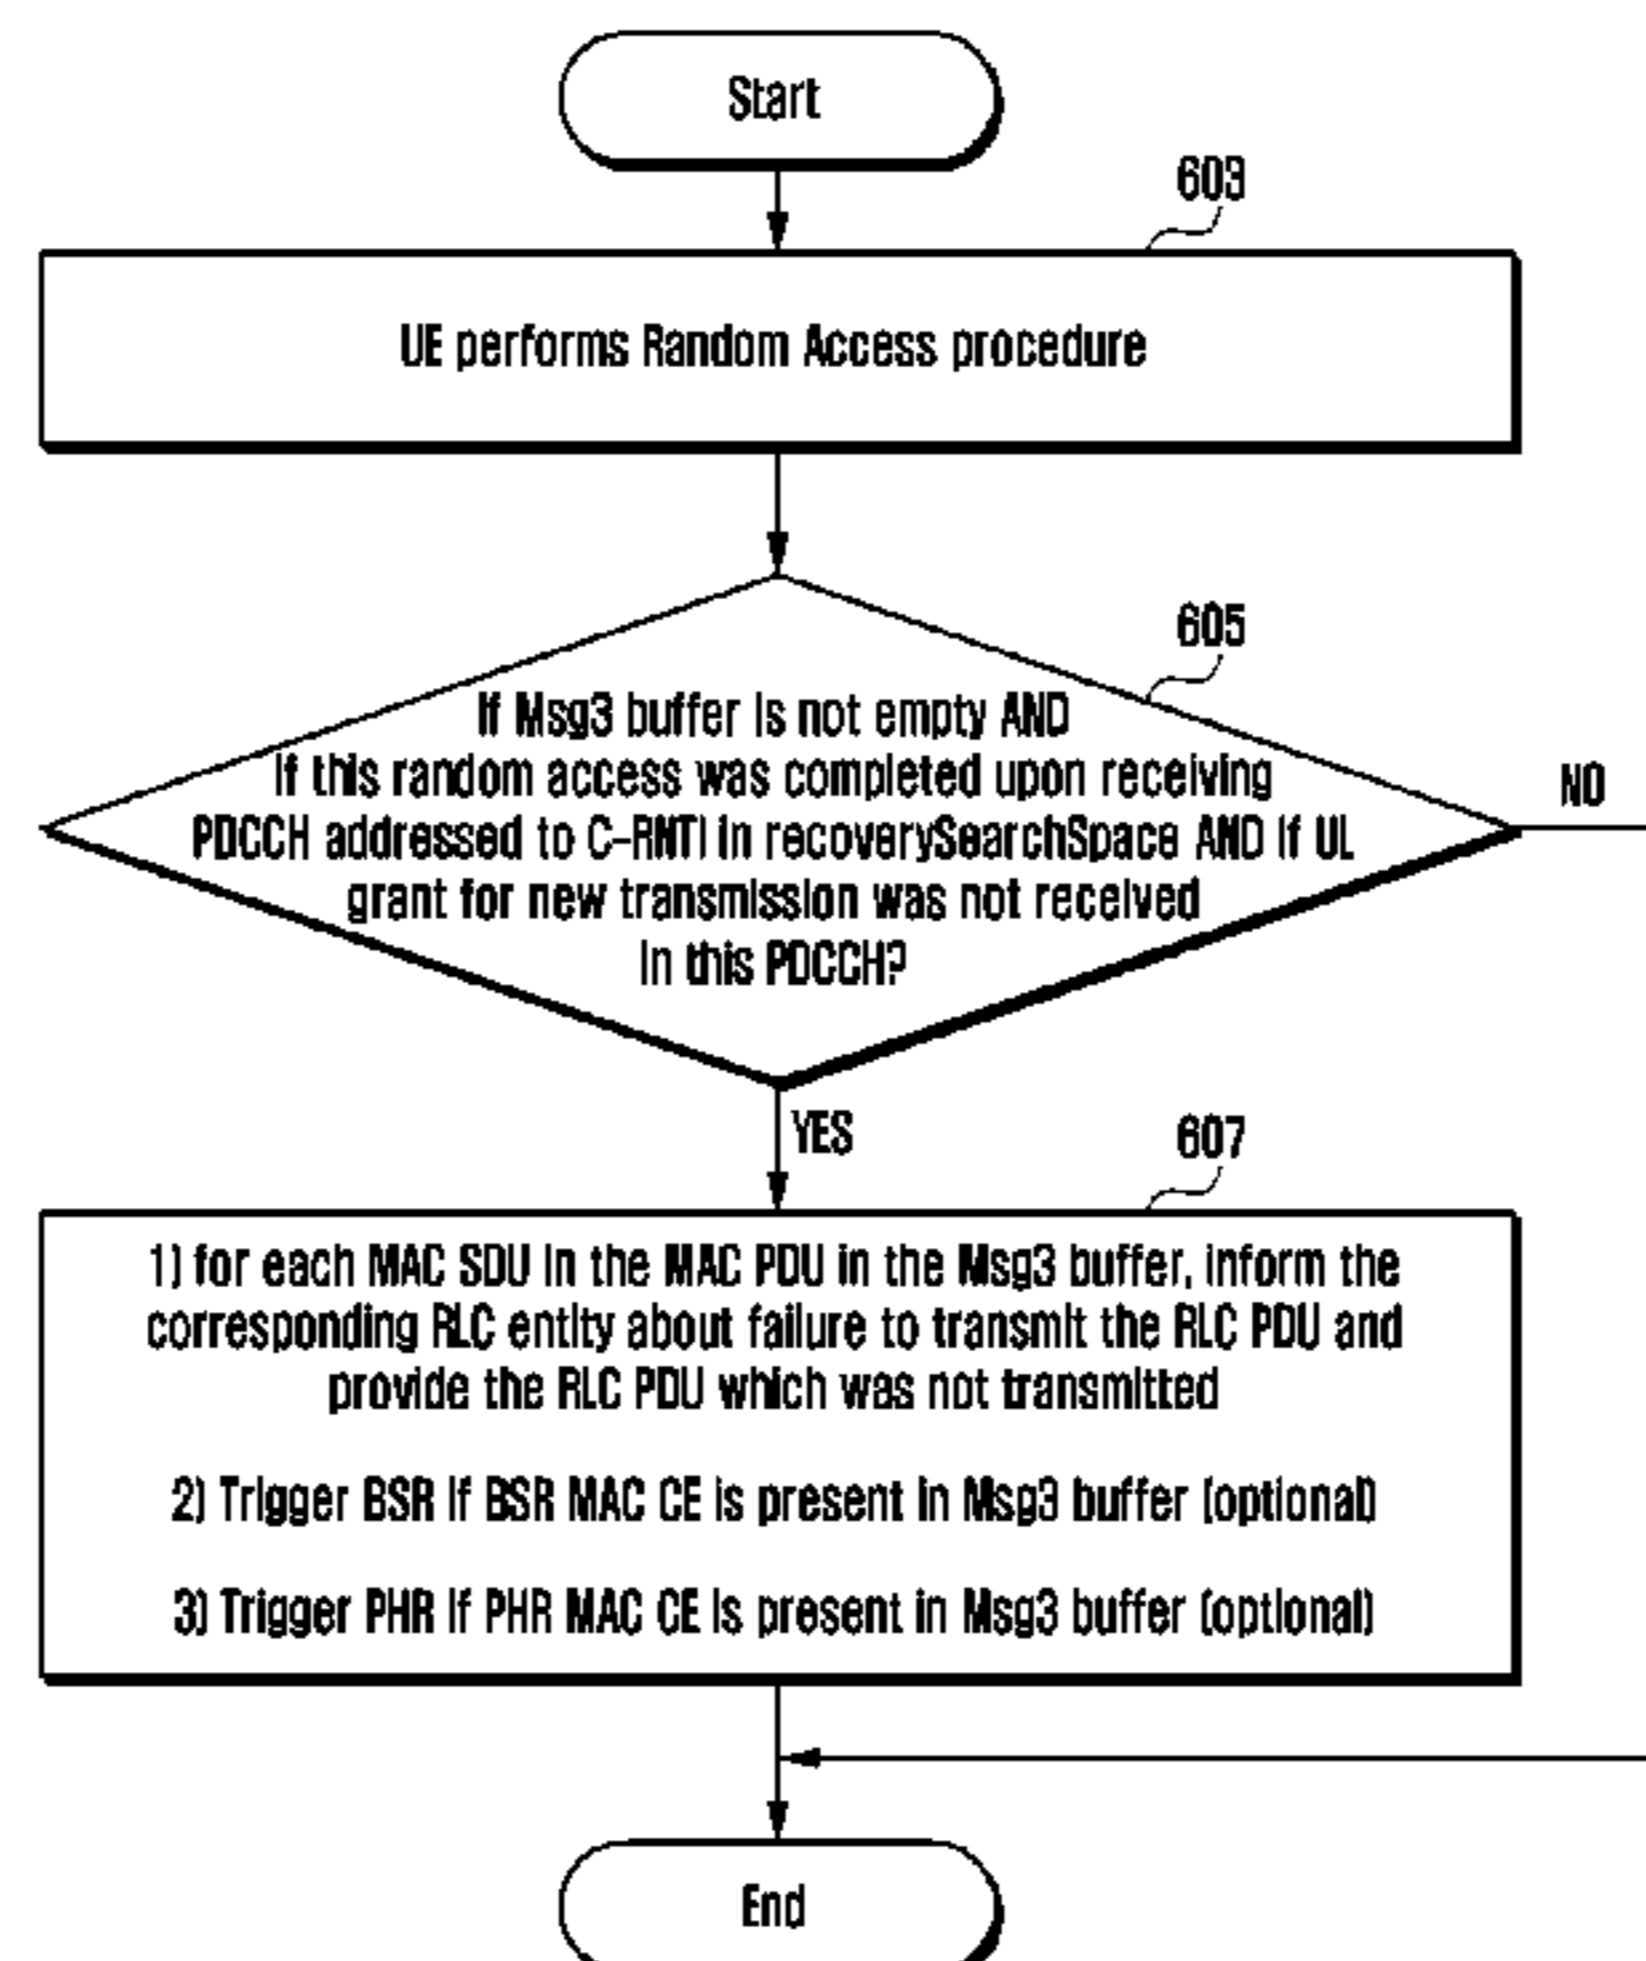 Start
603
UE performs Random Access procedure
605
If Msg3 buffer is not empty AND
If this random access was completed upon receiving
NO
PDCCH addressed to C-RNTI in recoverySearchSpace AND if UL
grant for new transmission was not received
In this PDCCH?
YES
607
1) for each MAC SDU in the MAC PDU in the Msg3 buffer, inform the
corresponding RLC entity about failure to transmit the RLC PDU and
provide the RLC PDU which was not transmitted
2) Trigger BSR if BSR MAC CE is present in Msg3 buffer (optional)
3) Trigger PHR if PHR MAC CE is present in Msg3 buffer (optional)
End